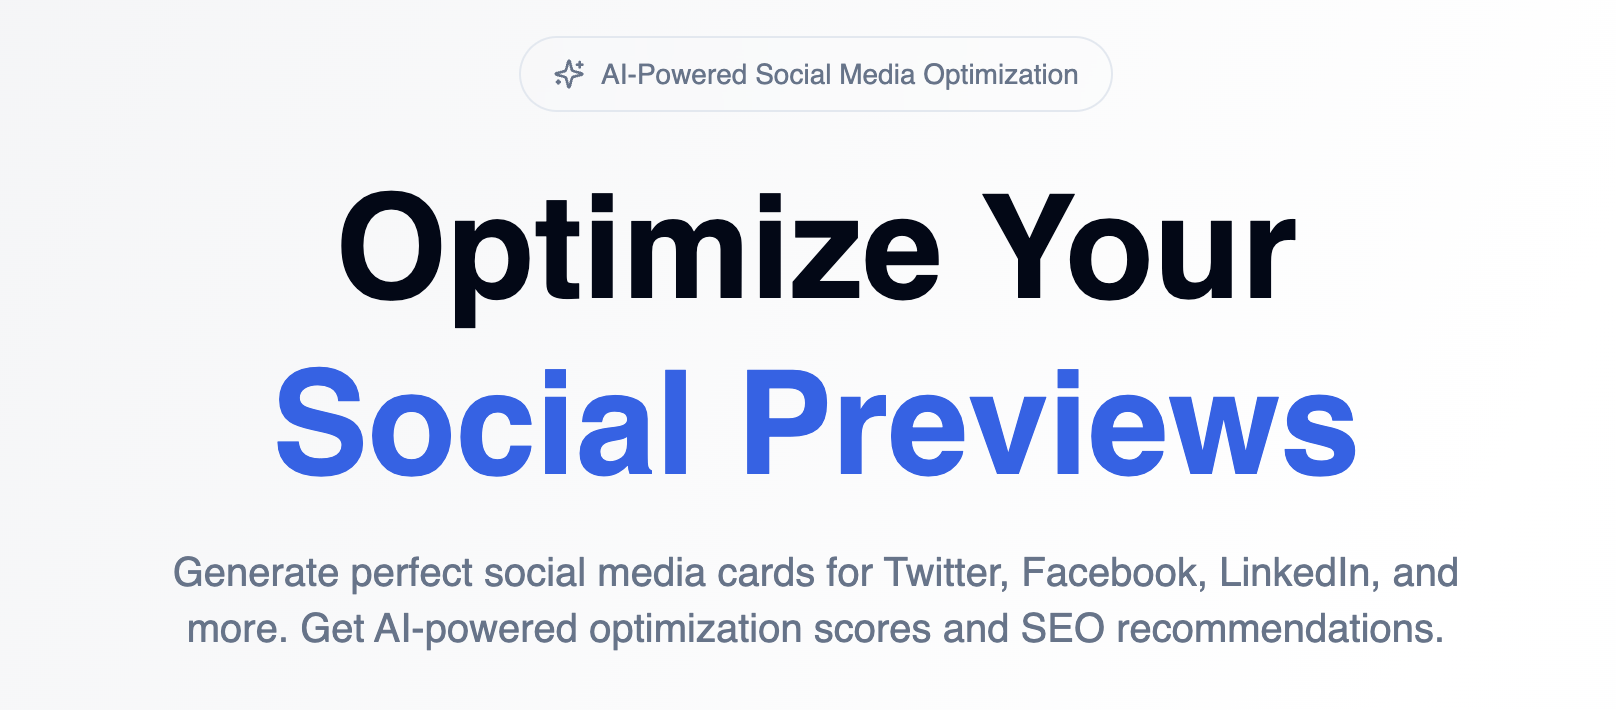 AI-Powered Social Media Optimization
Optimize Your
Social Previews
Generate perfect social media cards for Twitter, Facebook, LinkedIn, and
more. Get AI-powered optimization scores and SEO recommendations.